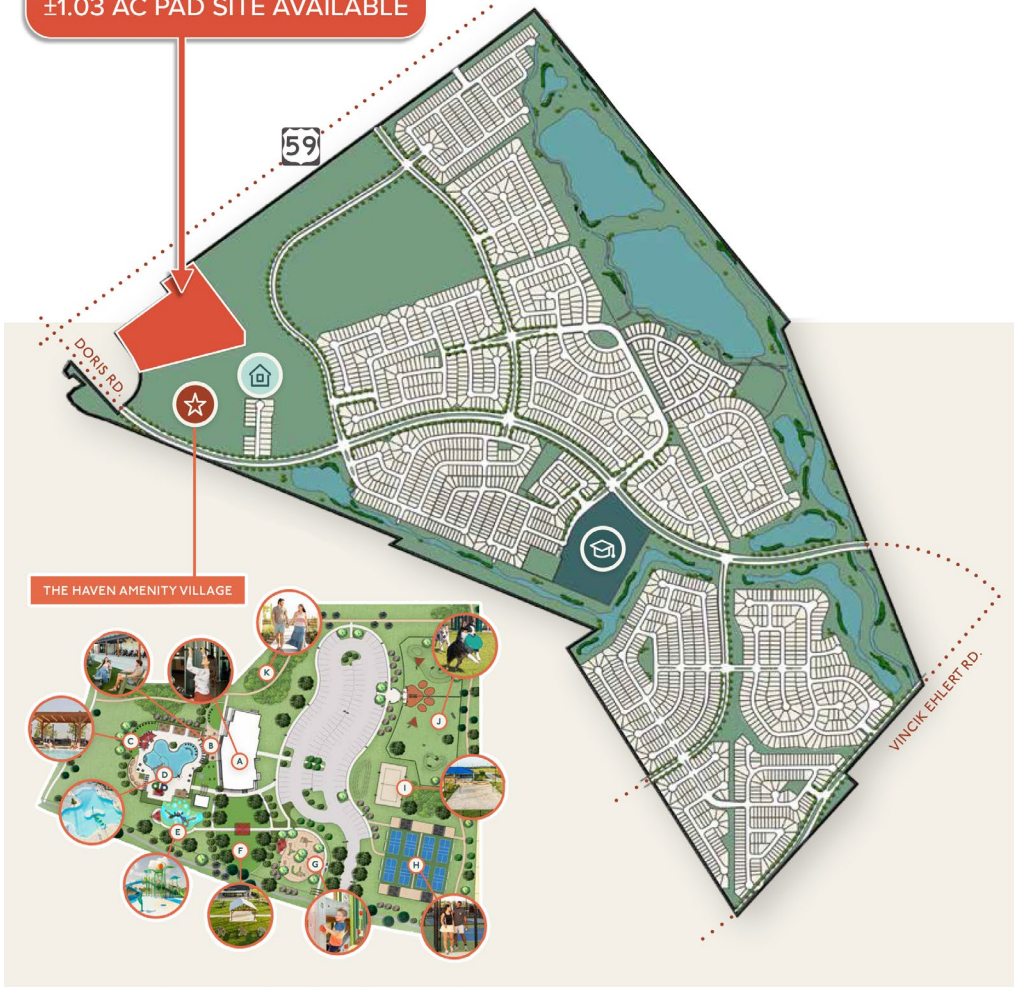 ±1.03 AC PAD SITE AVAILABLE
59
DORIS RD.
THE HAVEN AMENITY VILLAGE
VINCIK EHLERT RD.
K
J
C
B
A
D
I
E
F
G
H